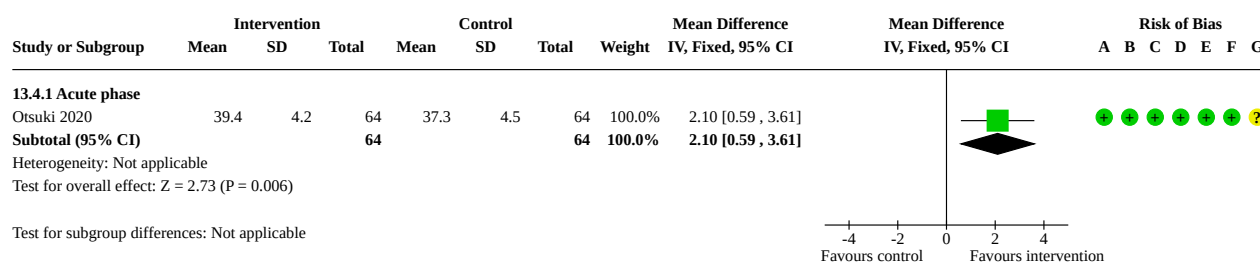 Intervention Control Mean Difference Mean Difference Risk of Bias
Study or Subgroup Mean SD Total Mean SD Total Weight IV, Fixed, 95% CI IV, Fixed, 95% CI A B C D E F G
13.4.1 Acute phase
Otsuki 2020 39.4 4.2 64 37.3 4.5 64 100.0% 2.10 [0.59 , 3.61] + + + + + + ?
Subtotal (95% CI) 64 64 100.0% 2.10 [0.59 , 3.61]
Heterogeneity: Not applicable
Test for overall effect: Z = 2.73 (P = 0.006)
Test for subgroup differences: Not applicable
-4 -2 0 2 4
Favours control Favours intervention